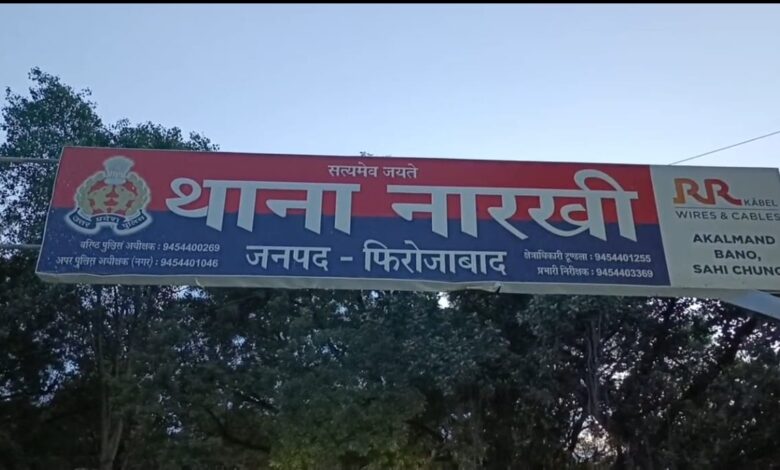 सत्यमेव जयते
थाना नारखी
जनपद - फिरोजाबाद
वरिष्ठ पुलिस अधीक्षक : 9454400269
अपर पुलिस अधीक्षक (नगर) : 9454401046
क्षेत्राधिकारी टूण्डला : 9454401255
प्रभारी निरीक्षक : 9454403369
RR KABEL
WIRES & CABLES
AKALMAND
BANO,
SAHI CHUNO